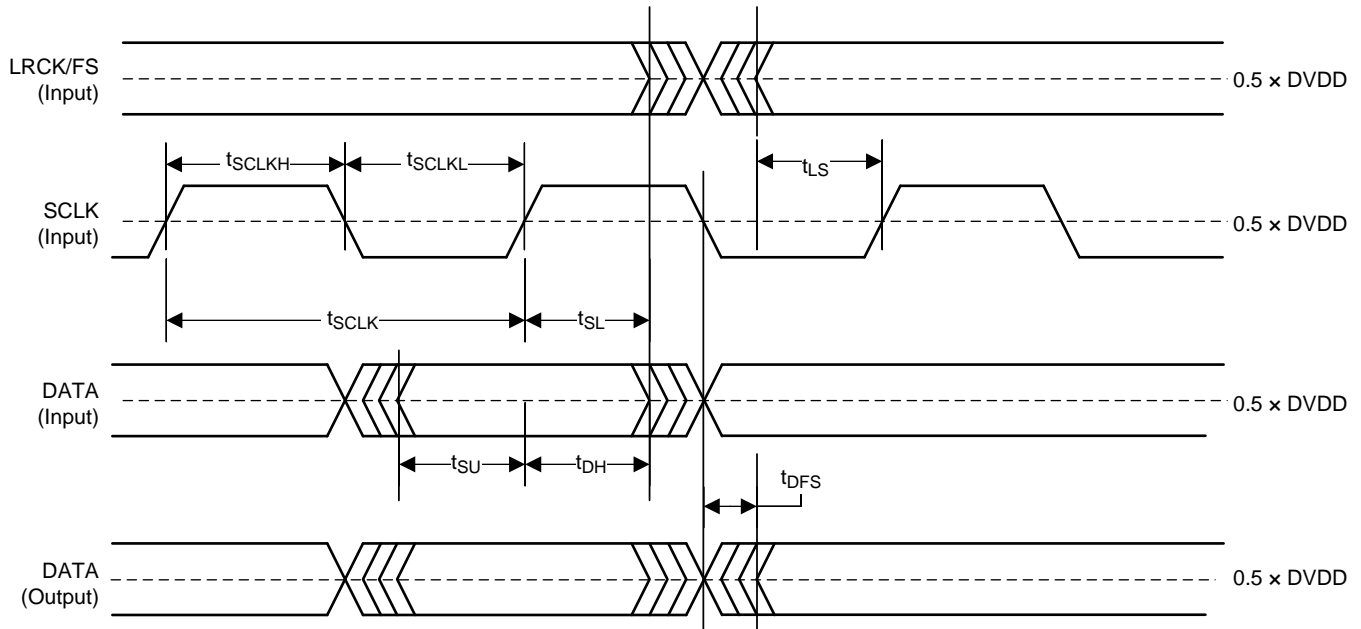 LRCK/FS
(Input)
0.5 × DVDD
tSCLKH
tSCLKL
tLS
SCLK
(Input)
0.5 × DVDD
tSCLK
tSL
DATA
(Input)
0.5 × DVDD
tSU
tDH
tDFS
DATA
(Output)
0.5 × DVDD